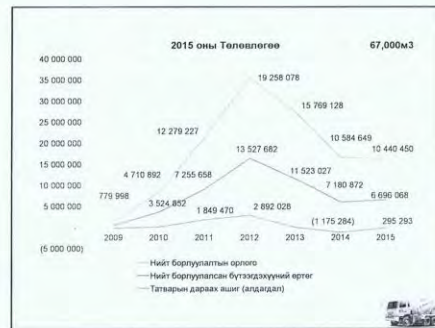 2015 оны Төлөвлөгөө
67,000м3
40 000 000
35 000 000
30 000 000
25 000 000
20 000 000
15 000 000
10 000 000
5 000 000
-
(5 000 000)
19 258 078
15 769 128
12 279 227
10 584 649
10 440 450
13 527 682
4 710 892
7 255 658
11 523 027
779 998
3 524 852
7 180 872
6 696 068
1 849 470
2 892 028
(1 175 284)
295 293
2009
2010
2011
2012
2013
2014
2015
Нийт борлуулалтын орлого
Нийт борлуулалсан бүтээгдэхүүний өртөг
Татварын дараах ашиг (алдагдал)